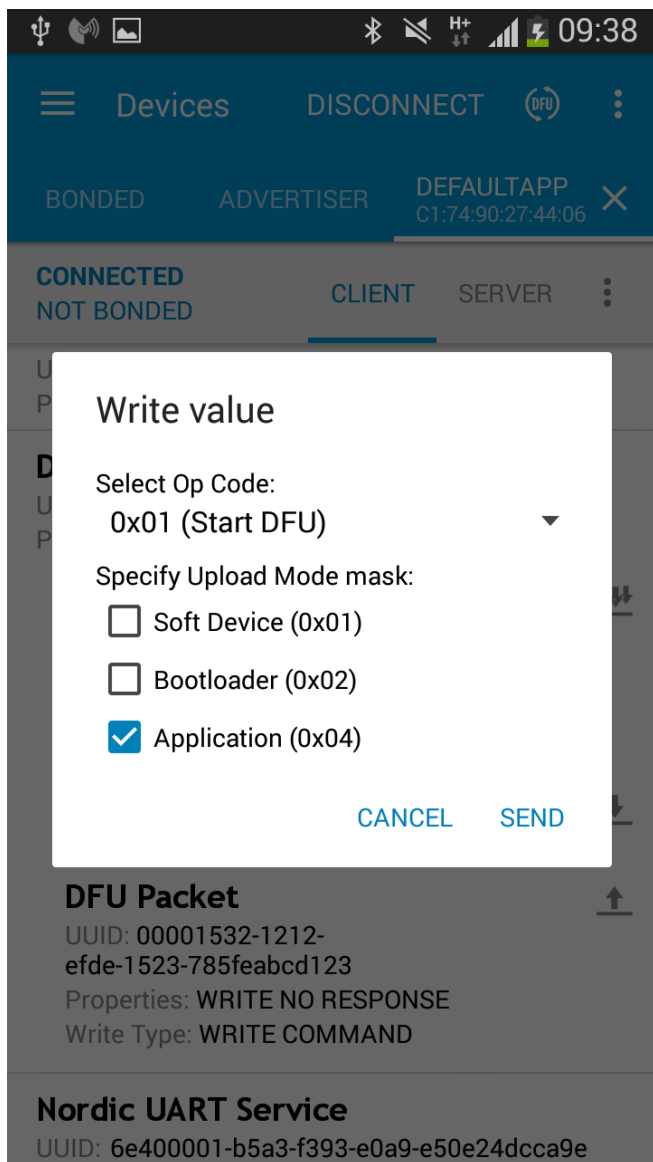 H+
09:38
Devices
DISCONNECT
DFU
BONDED
ADVERTISER
DEFAULTAPP
C1:74:90:27:44:06
CONNECTED
NOT BONDED
CLIENT
SERVER
U
P
Write value
D
U
P
Select Op Code:
0x01 (Start DFU)
Specify Upload Mode mask:
Soft Device (0x01)
Bootloader (0x02)
Application (0x04)
CANCEL
SEND
DFU Packet
UUID: 00001532-1212-
efde-1523-785feabcd123
Properties: WRITE NO RESPONSE
Write Type: WRITE COMMAND
Nordic UART Service
UUID: 6e400001-b5a3-f393-e0a9-e50e24dcca9e